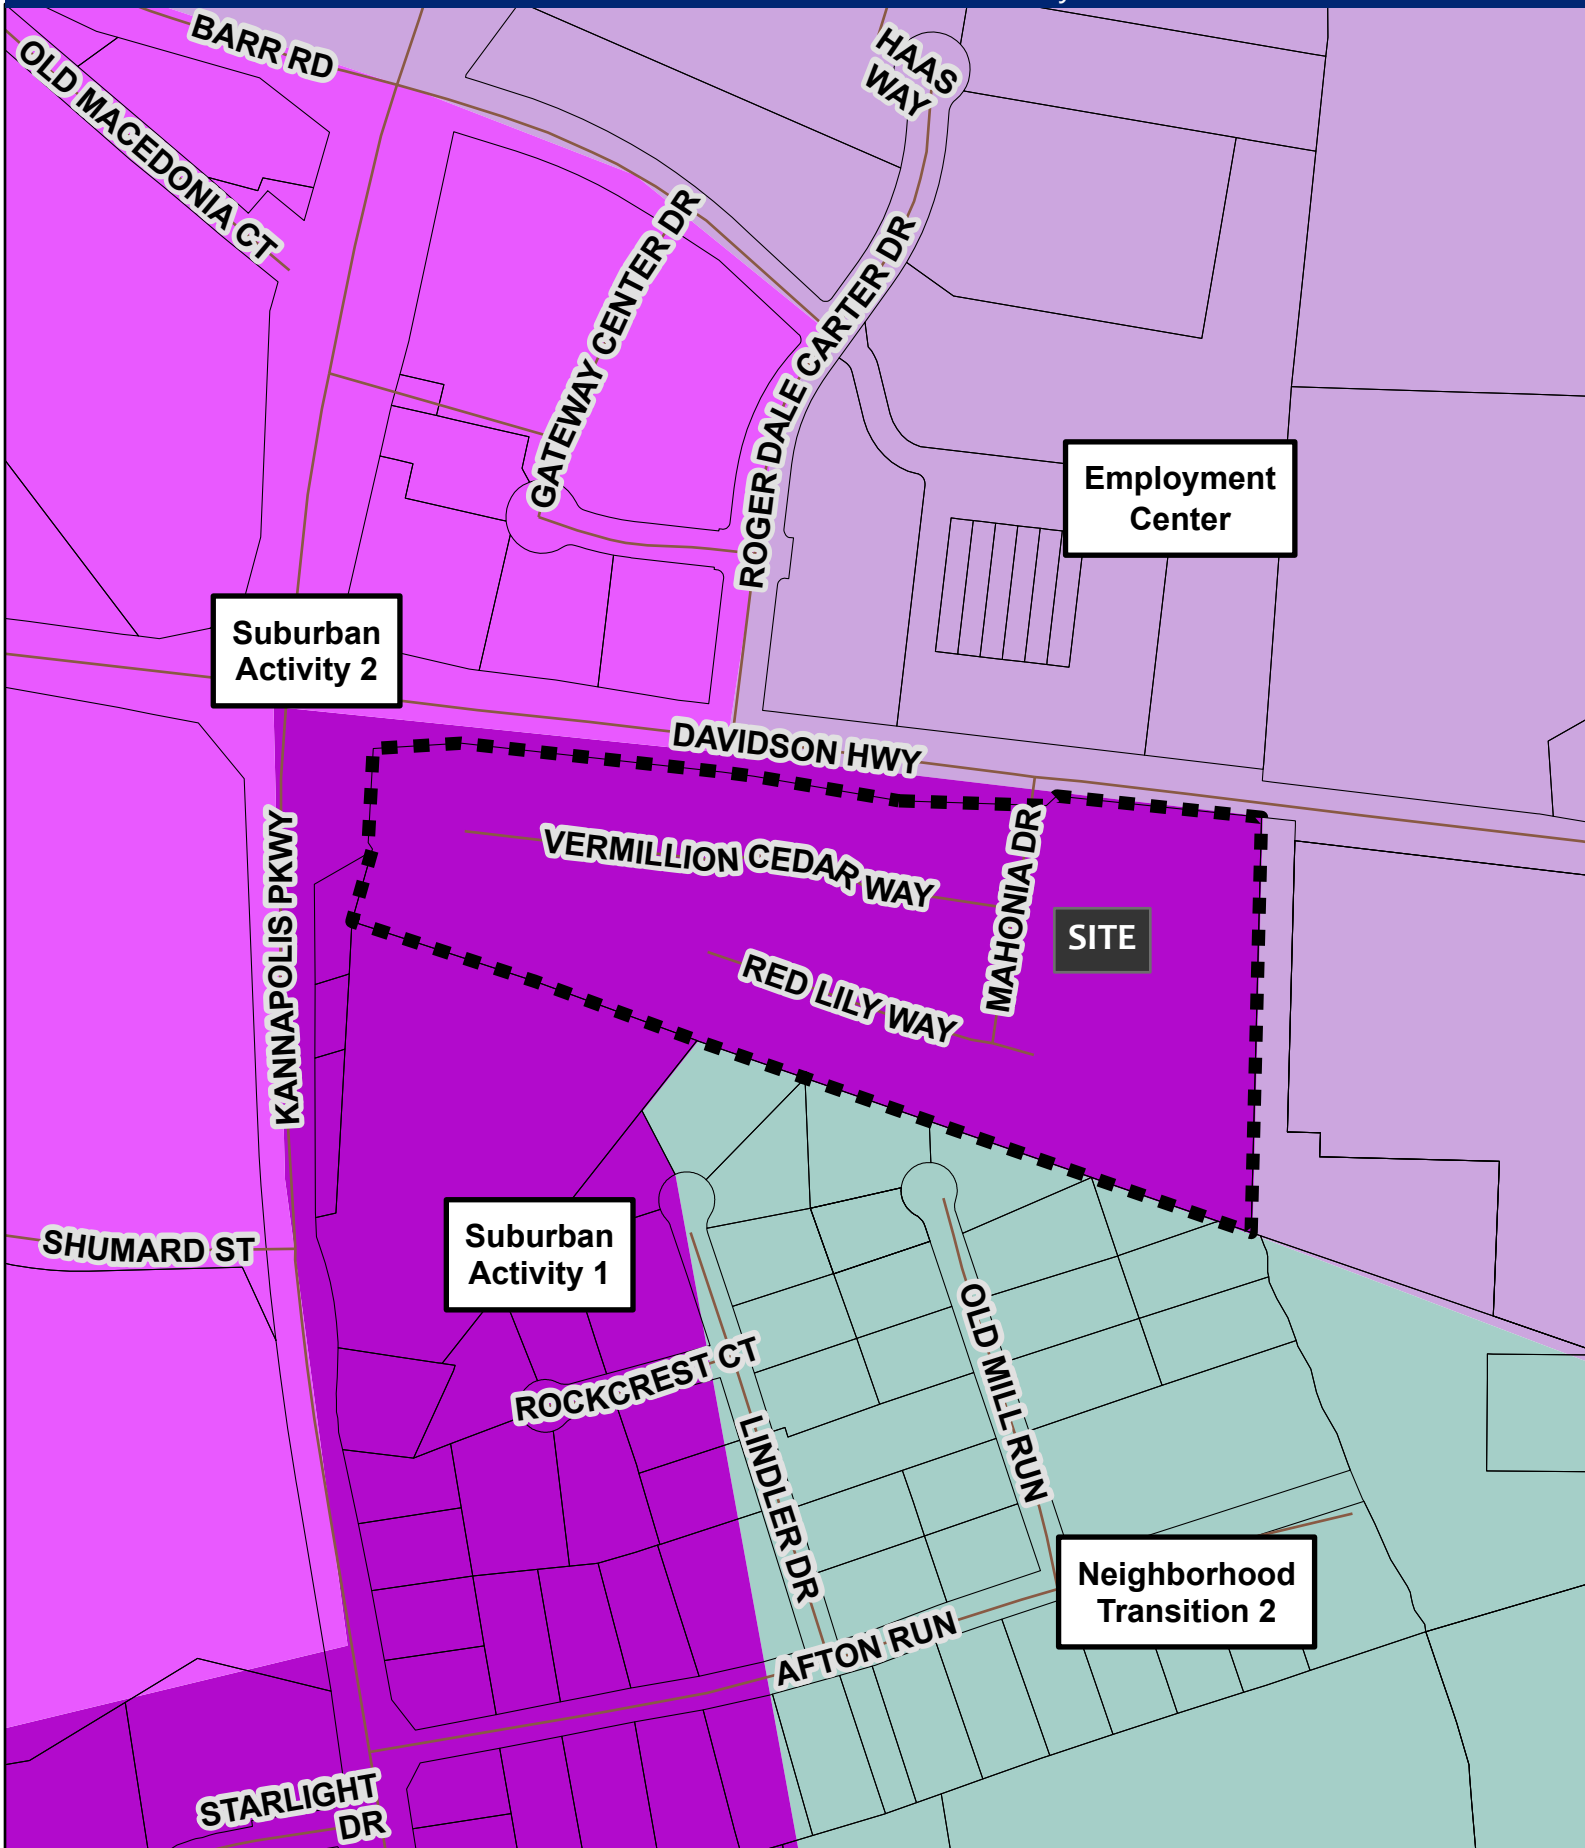 BARR RD
OLD MACEDONIA CT
HAAS
WAY
GATEWAY CENTER DR
ROGER DALE CARTER DR
Employment
Center
Suburban
Activity 2
DAVIDSON HWY
KANNAPOLIS PKWY
VERMILLION CEDAR WAY
MAHONIA DR
SITE
RED LILY WAY
SHUMARD ST
Suburban
Activity 1
ROCKCREST CT
OLD MILL RUN
LINDLER DR
Neighborhood
Transition 2
AFTON RUN
STARLIGHT
DR